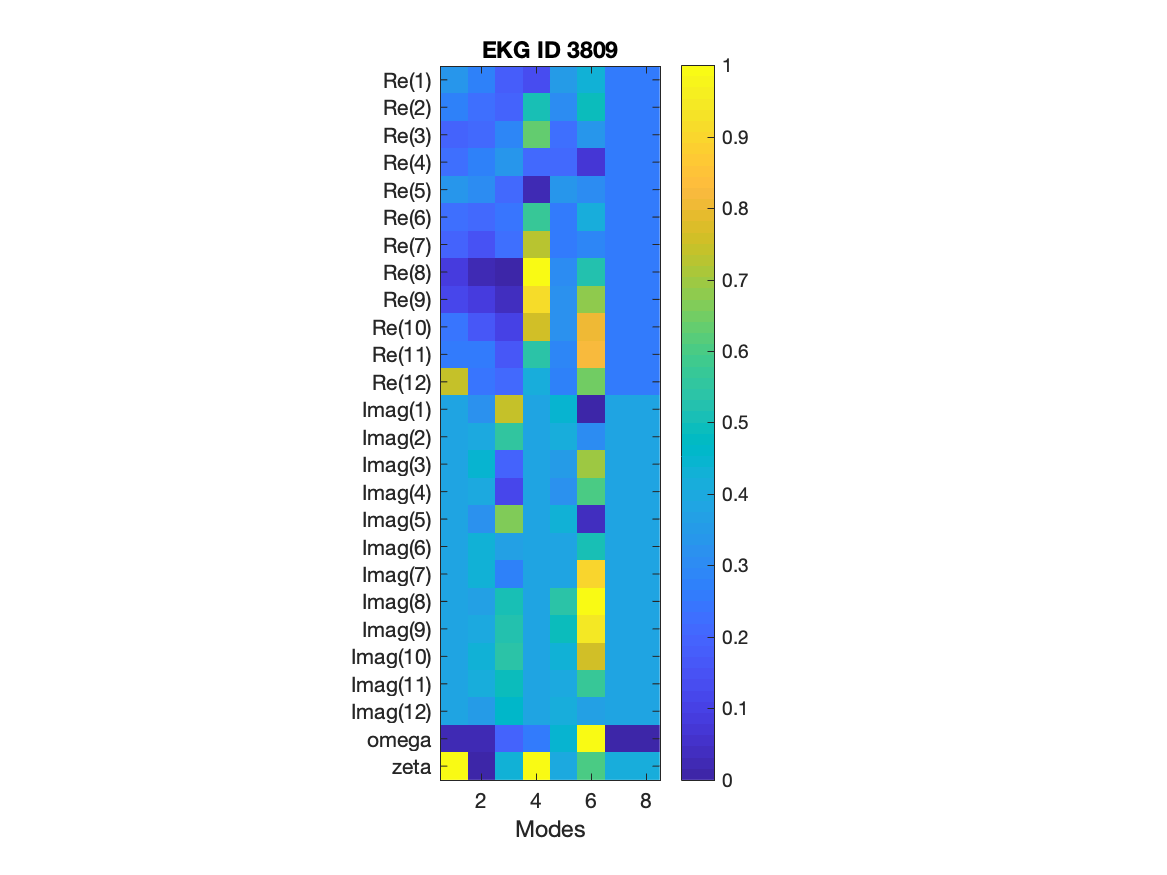 EKG ID 3809
Re(1)
Re(2)
Re(3)
Re(4)
Re(5)
Re(6)
Re(7)
Re(8)
Re(9)
Re(10)
Re(11)
Re(12)
Imag(1)
Imag(2)
Imag(3)
Imag(4)
Imag(5)
Imag(6)
Imag(7)
Imag(8)
Imag(9)
Imag(10)
Imag(11)
Imag(12)
omega
zeta
2 4 6 8
Modes
1
0.9
0.8
0.7
0.6
0.5
0.4
0.3
0.2
0.1
0